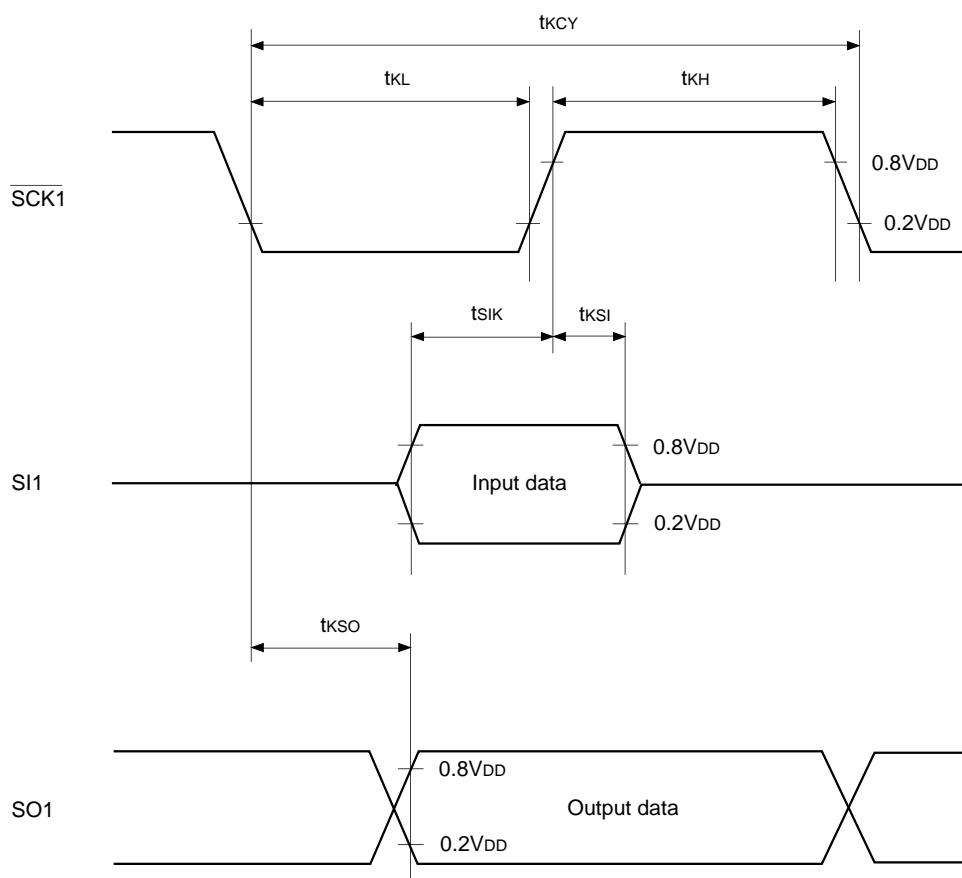 tKCY
tKL
tKH
0.8VDD
SCK1
0.2VDD
tSIK
tKSI
0.8VDD
SI1
Input data
0.2VDD
tKSO
0.8VDD
SO1
Output data
0.2VDD